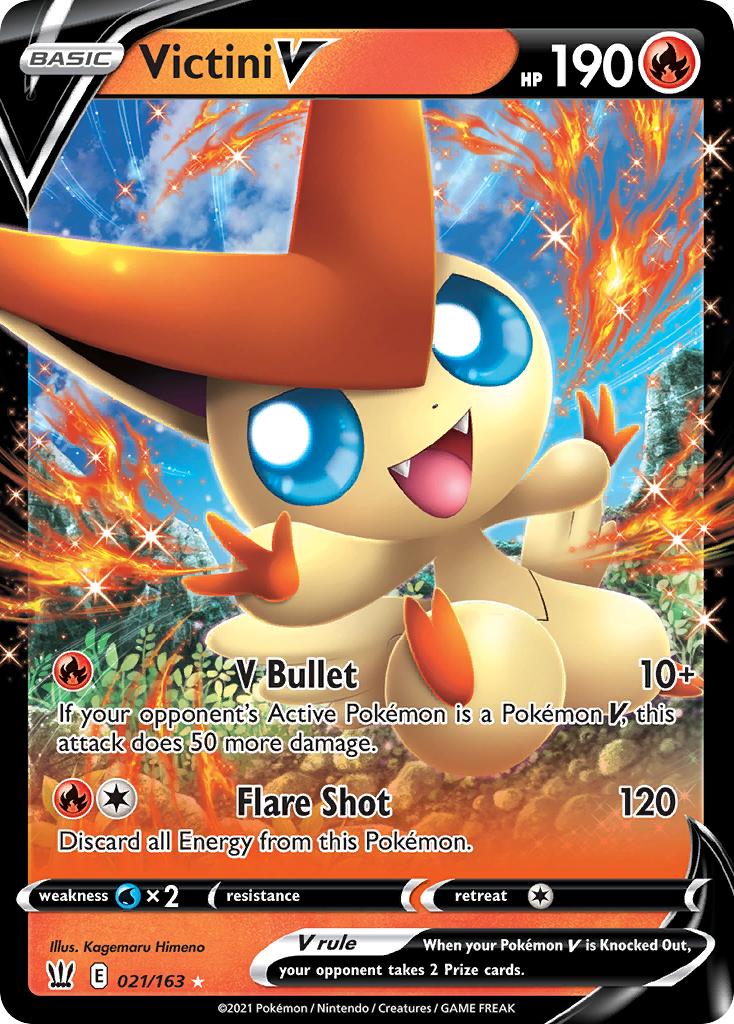 BASIC Victini V HP 190
V Bullet 10+
If your opponent's Active Pokémon is a Pokémon V, this
attack does 50 more damage.
Flare Shot 120
Discard all Energy from this Pokémon.
weakness ×2 resistance retreat
Illus. Kagemaru Himeno
V rule When your Pokémon V is Knocked Out,
your opponent takes 2 Prize cards.
E 021/163
©2021 Pokémon / Nintendo / Creatures / GAME FREAK